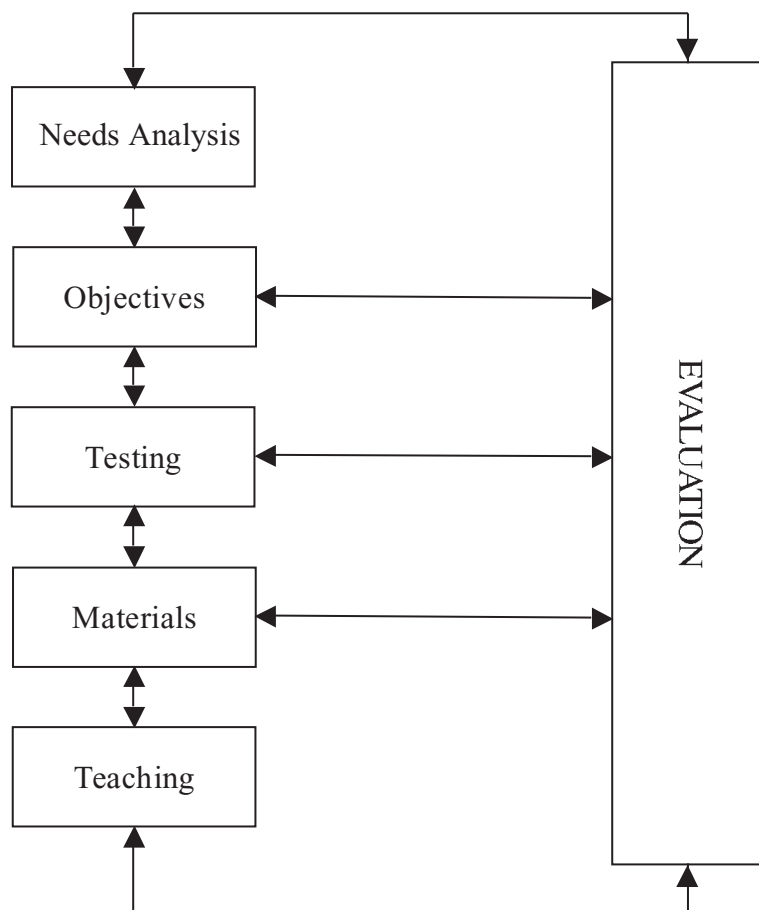 Needs Analysis
Objectives
Testing
Materials
Teaching
EVALUATION